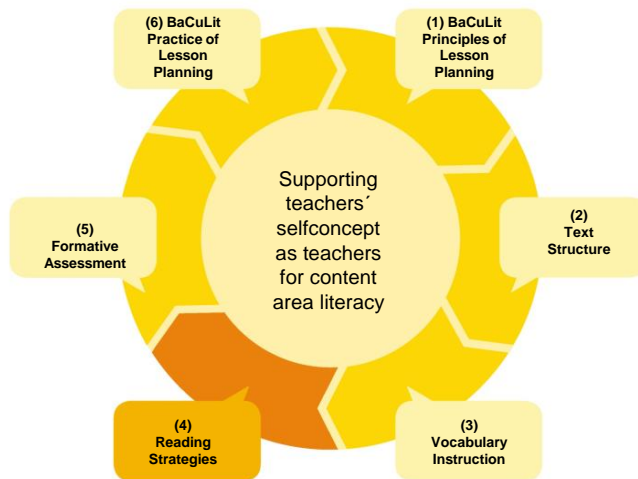 (6) BaCuLit
Practice of
Lesson
Planning
(1) BaCuLit
Principles of
Lesson
Planning
Supporting
teachers´
selfconcept
as teachers
for content
area literacy
(5)
Formative
Assessment
(2)
Text
Structure
(4)
Reading
Strategies
(3)
Vocabulary
Instruction